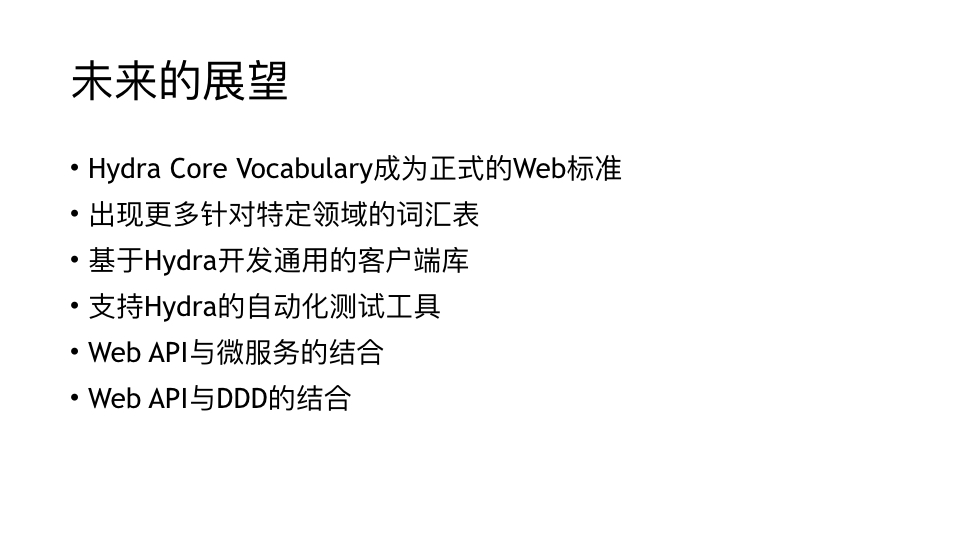 未来的展望
• Hydra Core Vocabulary成为正式的Web标准
• 出现更多针对特定领域的词汇表
• 基于Hydra开发通用的客户端库
• 支持Hydra的自动化测试工具
• Web API与微服务的结合
• Web API与DDD的结合